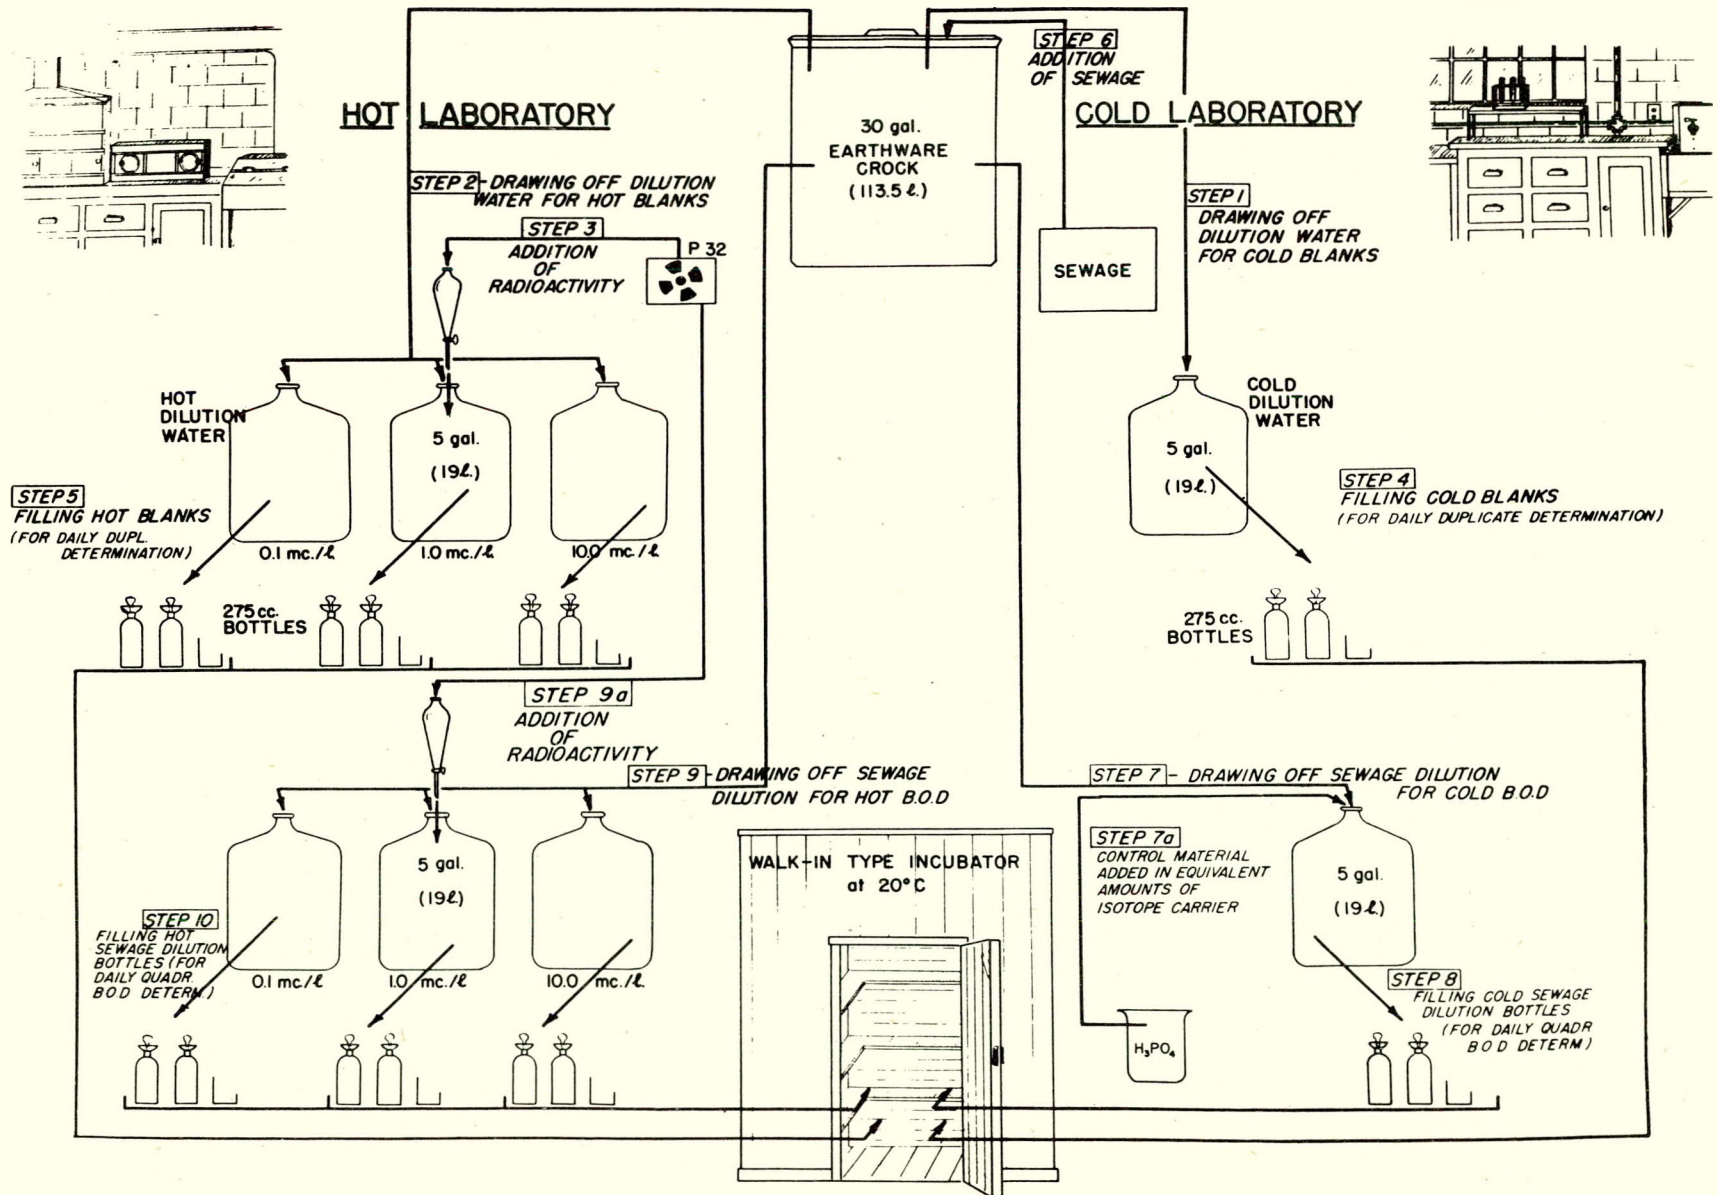 HOT LABORATORY
COLD LABORATORY
30 gal.
EARTHWARE
CROCK
(113.5 ℓ.)
STEP 6
ADDITION
OF SEWAGE
SEWAGE
STEP 1
DRAWING OFF
DILUTION WATER
FOR COLD BLANKS
STEP 2 - DRAWING OFF DILUTION
WATER FOR HOT BLANKS
STEP 3
ADDITION
OF
RADIOACTIVITY
P 32
HOT
DILUTION
WATER
5 gal.
(19ℓ.)
0.1 mc./ℓ
1.0 mc./ℓ
10.0 mc./ℓ.
COLD
DILUTION
WATER
5 gal.
(19ℓ.)
STEP 4
FILLING COLD BLANKS
(FOR DAILY DUPLICATE DETERMINATION)
STEP 5
FILLING HOT BLANKS
(FOR DAILY DUPL.
DETERMINATION)
275 cc.
BOTTLES
275 cc.
BOTTLES
STEP 9a
ADDITION
OF
RADIOACTIVITY
STEP 9 - DRAWING OFF SEWAGE
DILUTION FOR HOT B.O.D
STEP 7 - DRAWING OFF SEWAGE DILUTION
FOR COLD B.O.D
STEP 7a
CONTROL MATERIAL
ADDED IN EQUIVALENT
AMOUNTS OF
ISOTOPE CARRIER
5 gal.
(19ℓ.)
0.1 mc./ℓ
1.0 mc./ℓ
10.0 mc./ℓ.
STEP 10
FILLING HOT
SEWAGE DILUTION
BOTTLES (FOR
DAILY QUADR.
B.O.D DETERM.)
WALK-IN TYPE INCUBATOR
at 20°C
5 gal.
(19ℓ.)
H₃PO₄
STEP 8
FILLING COLD SEWAGE
DILUTION BOTTLES
(FOR DAILY QUADR
B O D DETERM)